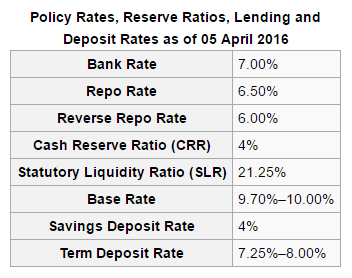 Policy Rates, Reserve Ratios, Lending and
Deposit Rates as of 05 April 2016
Bank Rate 7.00%
Repo Rate 6.50%
Reverse Repo Rate 6.00%
Cash Reserve Ratio (CRR) 4%
Statutory Liquidity Ratio (SLR) 21.25%
Base Rate 9.70%–10.00%
Savings Deposit Rate 4%
Term Deposit Rate 7.25%–8.00%